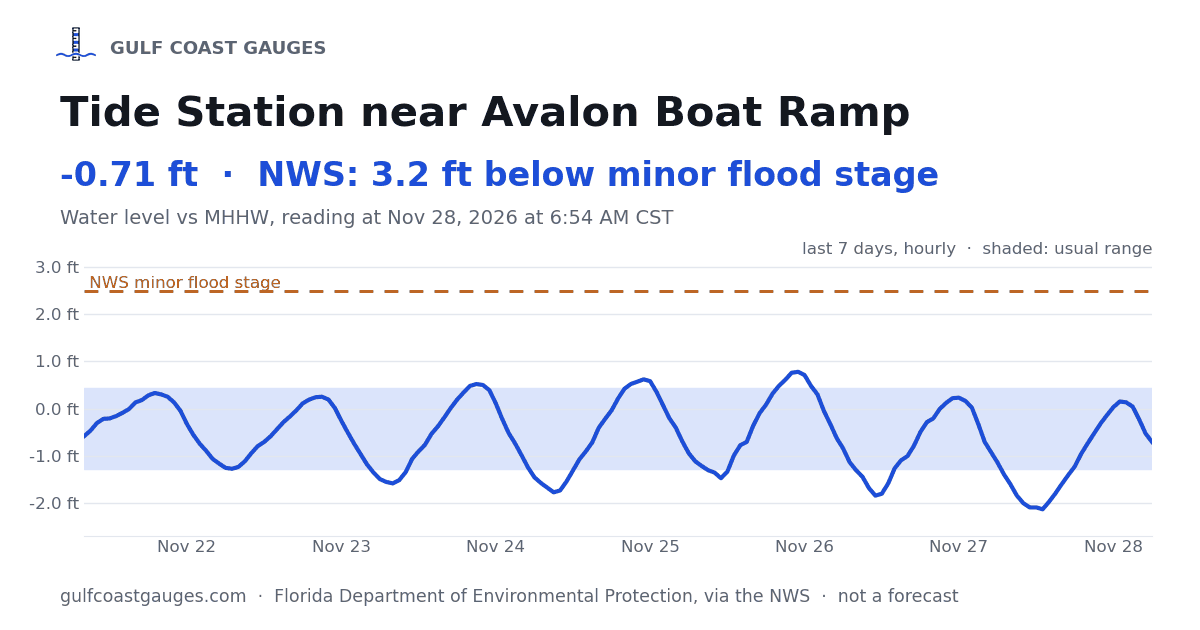 GULF COAST GAUGES
Tide Station near Avalon Boat Ramp
-0.71 ft · NWS: 3.2 ft below minor flood stage
Water level vs MHHW, reading at Nov 28, 2026 at 6:54 AM CST
last 7 days, hourly · shaded: usual range
3.0 ft
NWS minor flood stage
2.0 ft
1.0 ft
0.0 ft
-1.0 ft
-2.0 ft
Nov 22 Nov 23 Nov 24 Nov 25 Nov 26 Nov 27 Nov 28
gulfcoastgauges.com · Florida Department of Environmental Protection, via the NWS · not a forecast